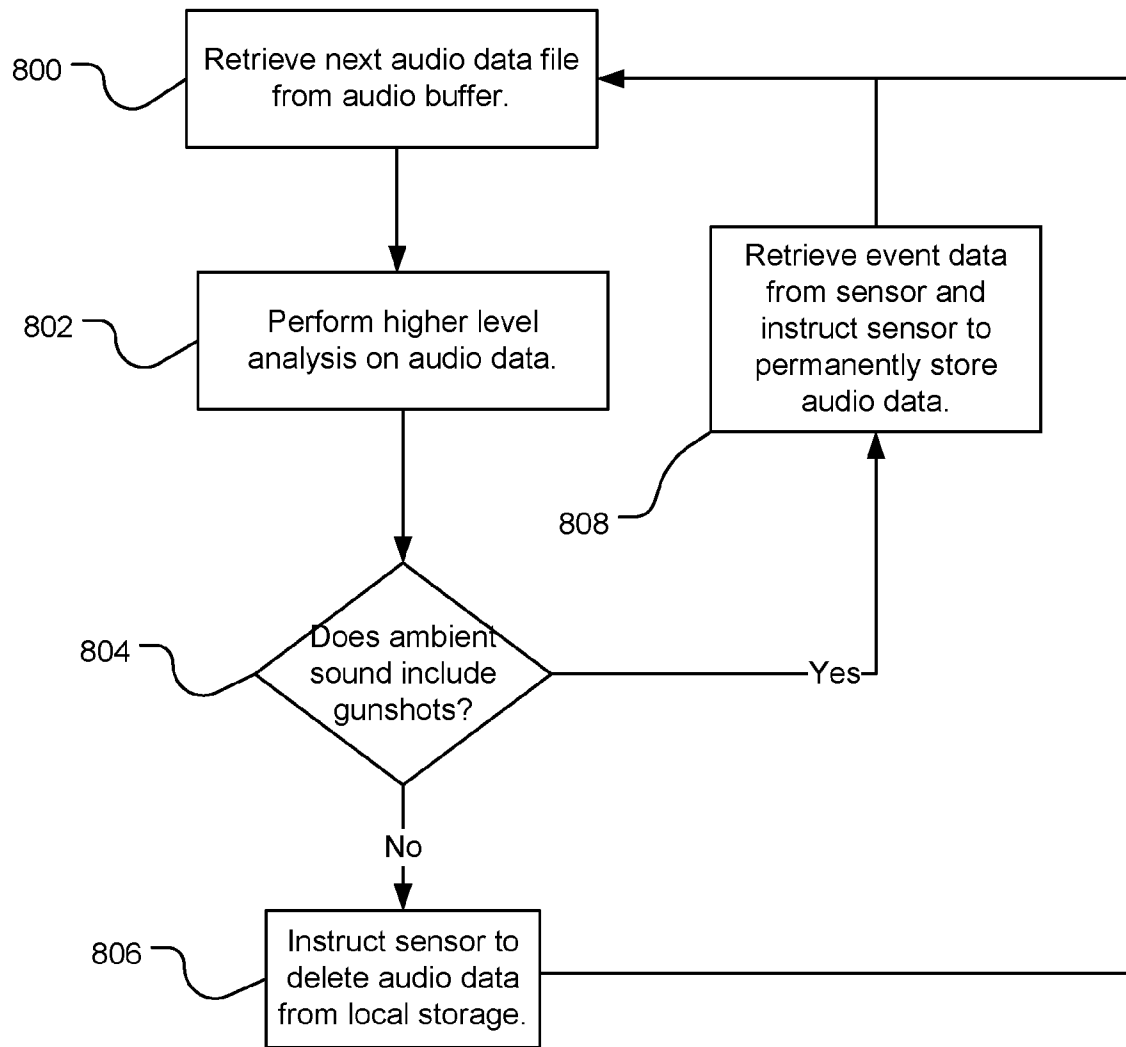 800
Retrieve next audio data file
from audio buffer.
802
Perform higher level
analysis on audio data.
Retrieve event data
from sensor and
instruct sensor to
permanently store
audio data.
808
804
Does ambient
sound include
gunshots?
Yes
No
806
Instruct sensor to
delete audio data
from local storage.